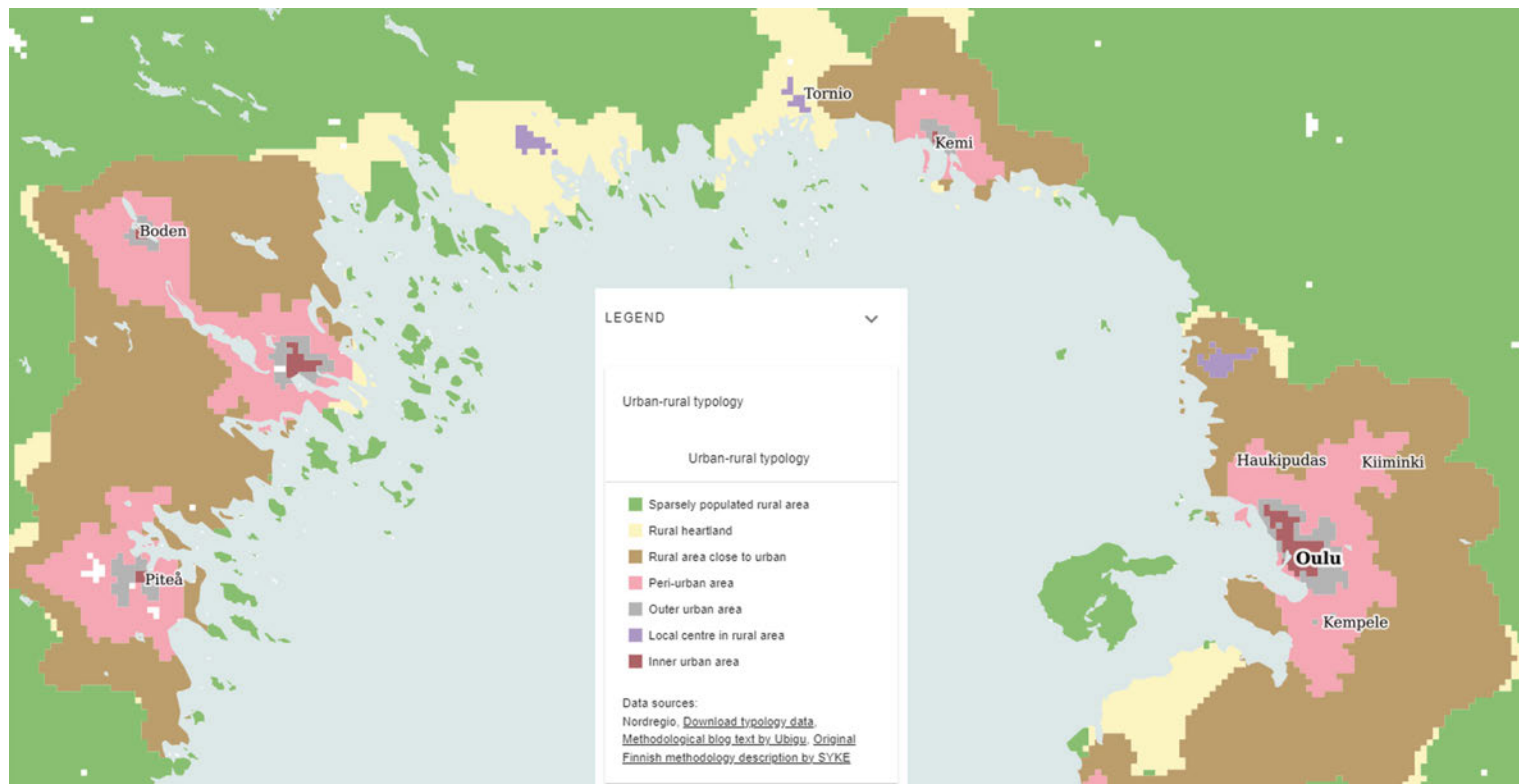 Tornio
Kemi
Boden
LEGEND
Urban-rural typology
Urban-rural typology
Haukipudas
Kiiminki
Sparsely populated rural area
Rural heartland
Rural area close to urban
Peri-urban area
Outer urban area
Local centre in rural area
Inner urban area
Oulu
Piteå
Kempele
Data sources:
Nordregio, Download typology data,
Methodological blog text by Ubigu, Original
Finnish methodology description by SYKE